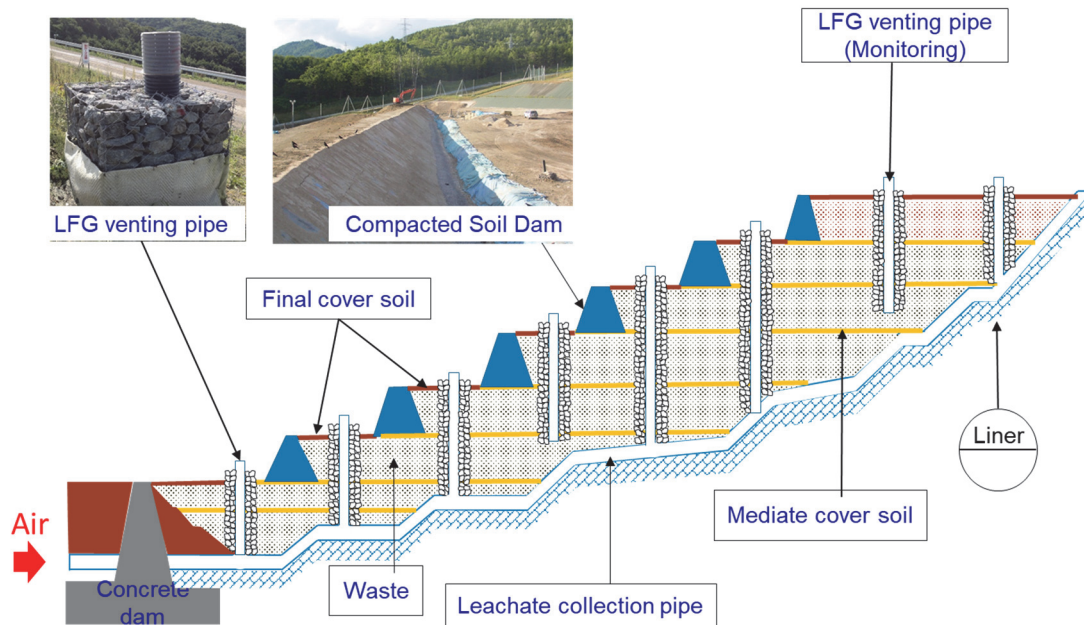 LFG venting pipe
(Monitoring)
LFG venting pipe
Compacted Soil Dam
Final cover soil
Liner
Air
Mediate cover soil
Concrete
dam
Waste
Leachate collection pipe